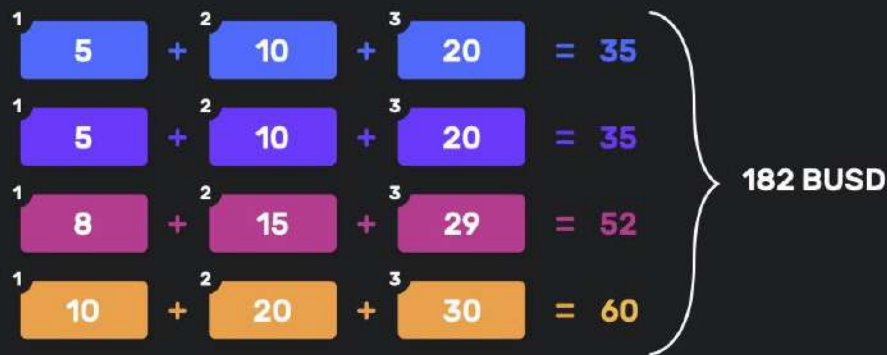 1 5 + 2 10 + 3 20 = 35
1 5 + 2 10 + 3 20 = 35
182 BUSD
1 8 + 2 15 + 3 29 = 52
1 10 + 2 20 + 3 30 = 60